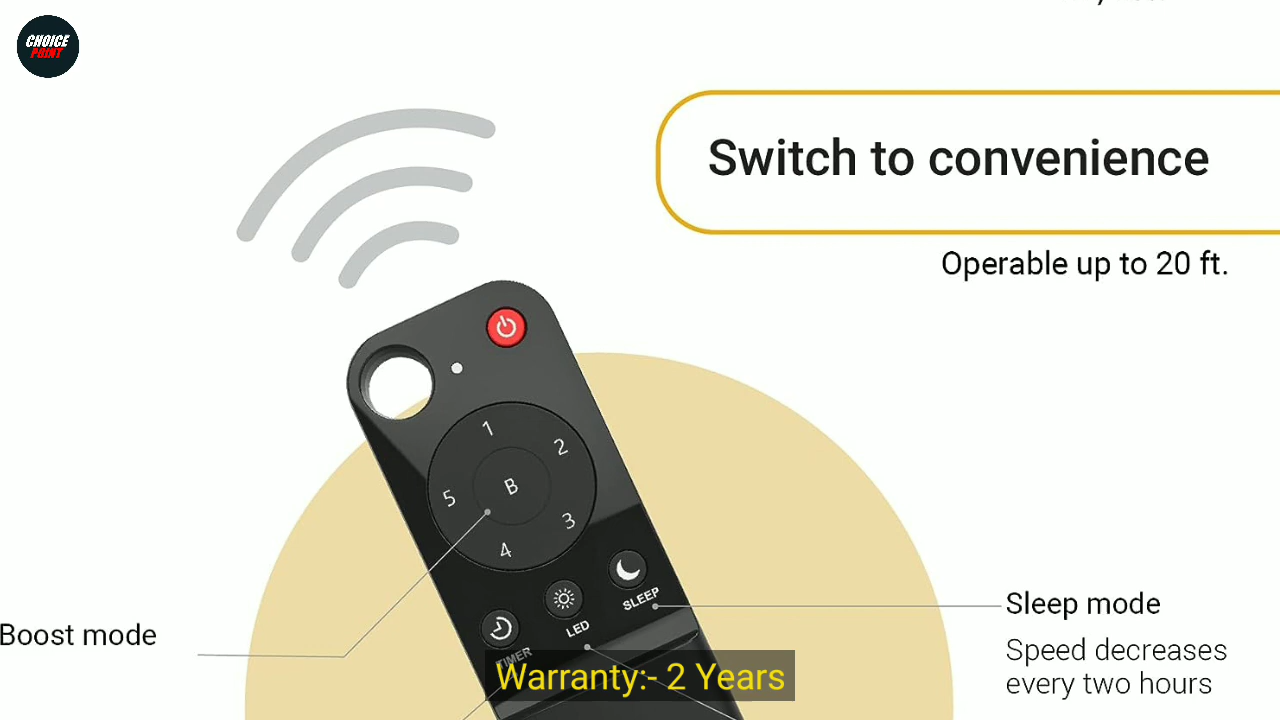 CHOICE
POINT
Switch to convenience
Operable up to 20 ft.
1
2
5
B
3
4
SLEEP
LED
TIMER
Boost mode
Sleep mode
Speed decreases
every two hours
Warranty:- 2 Years